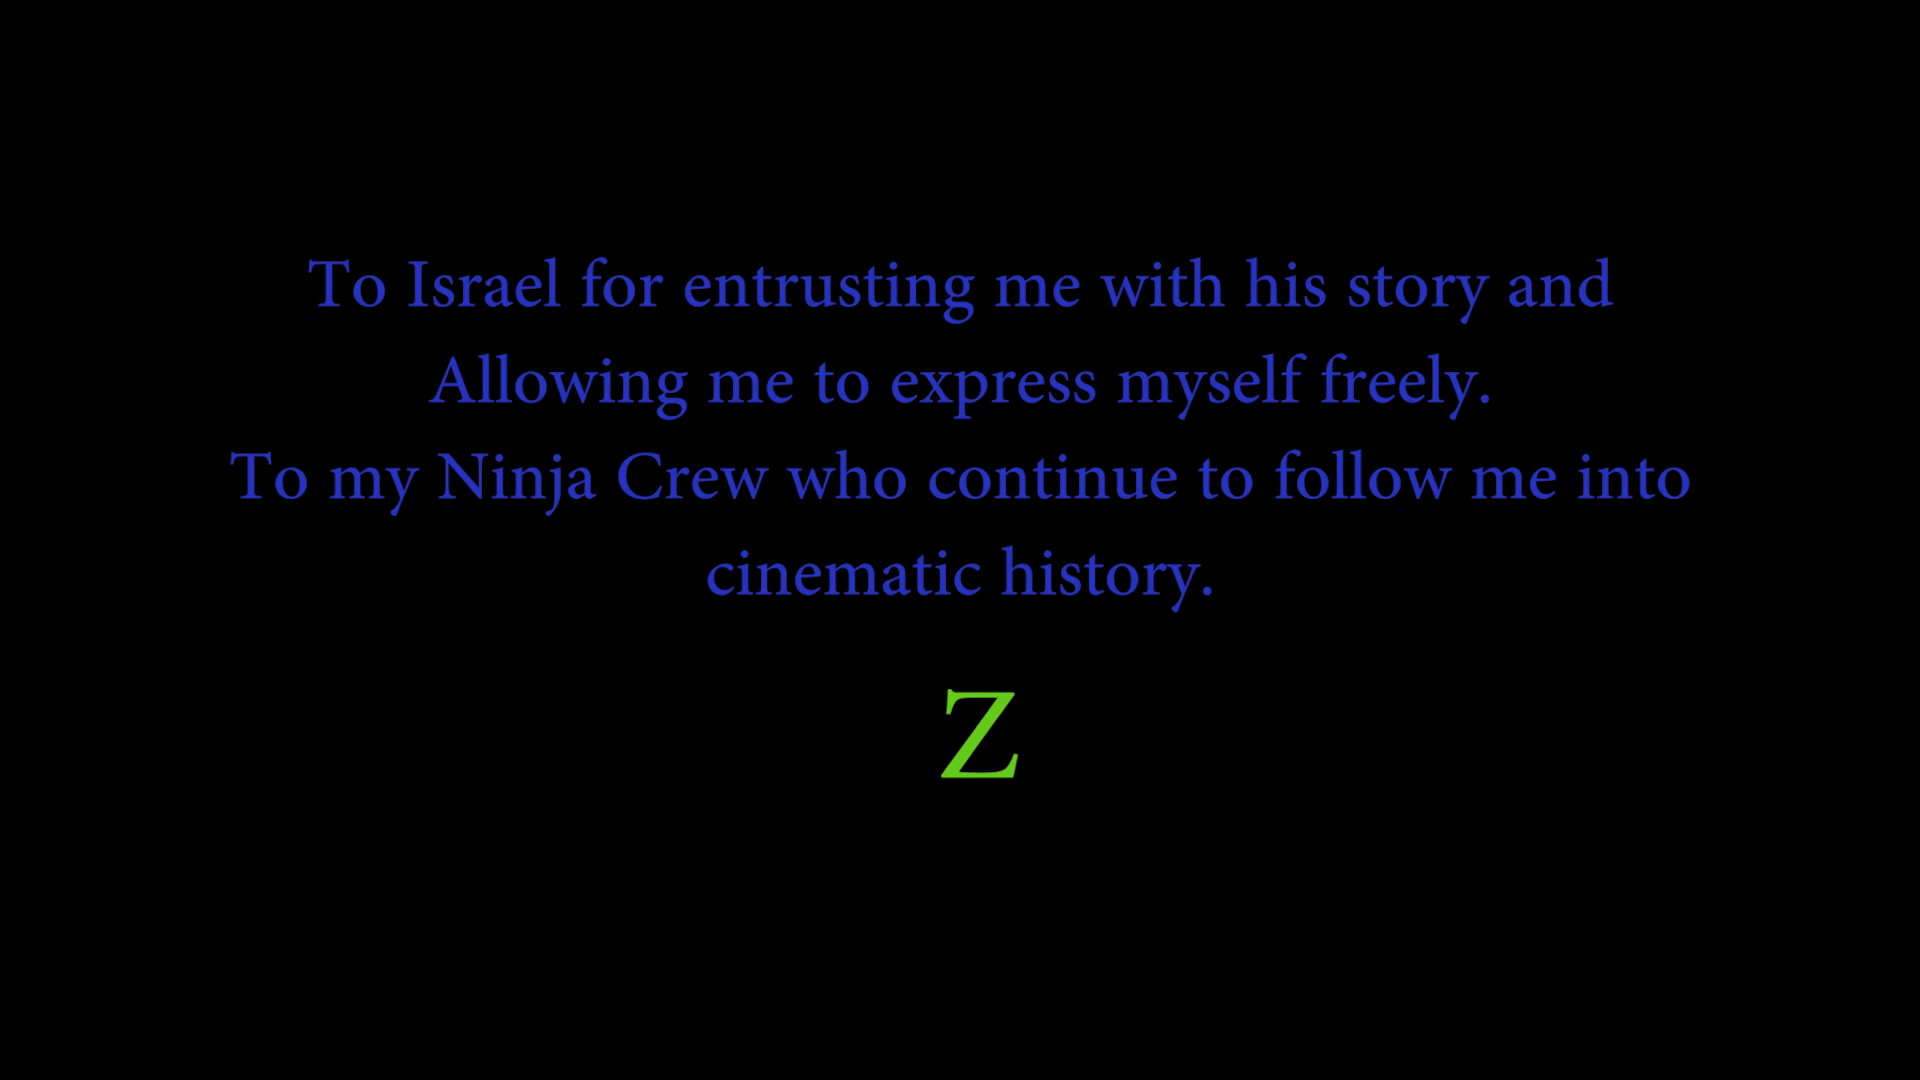 To Israel for entrusting me with his story and
Allowing me to express myself freely.
To my Ninja Crew who continue to follow me into
cinematic history.
Z